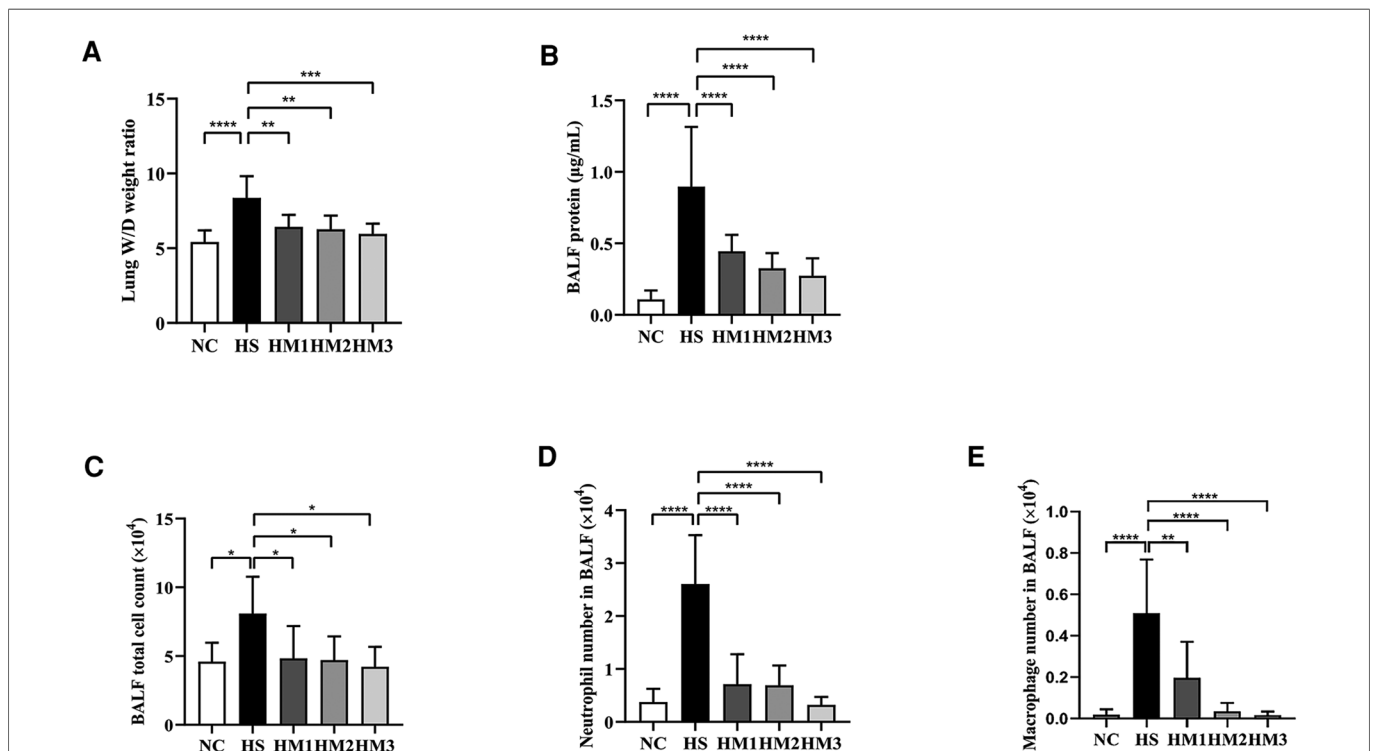 A
Lung W/D weight ratio
15
10
5
0
****
**
**
***
NC HS HM1 HM2 HM3
B
BALF protein (μg/mL)
1.5
1.0
0.5
0.0
****
****
****
****
NC HS HM1 HM2 HM3
C
BALF total cell count (×10⁴)
15
10
5
0
*
*
*
*
NC HS HM1 HM2 HM3
D
Neutrophil number in BALF (×10⁴)
4
3
2
1
0
****
****
****
****
NC HS HM1 HM2 HM3
E
Macrophage number in BALF (×10⁴)
1.0
0.8
0.6
0.4
0.2
0.0
****
**
****
****
NC HS HM1 HM2 HM3